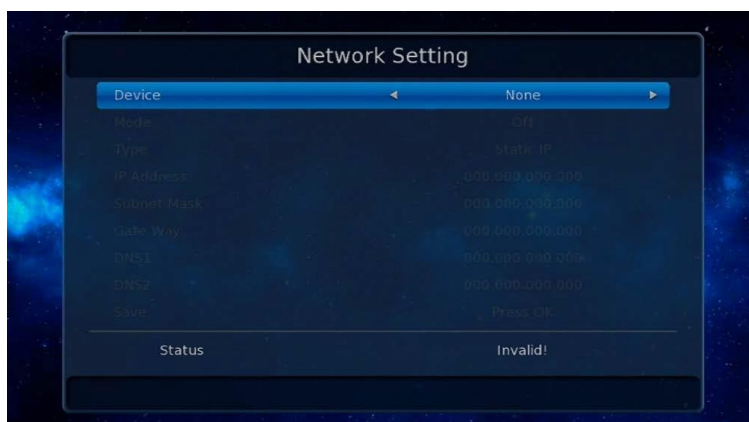 Network Setting
Device None
Mode Off
Type Static IP
IP Address 000.000.000.000
Subnet Mask 000.000.000.000
Gate Way 000.000.000.000
DNS1 000.000.000.000
DNS2 000.000.000.000
Save Press OK
Status Invalid!